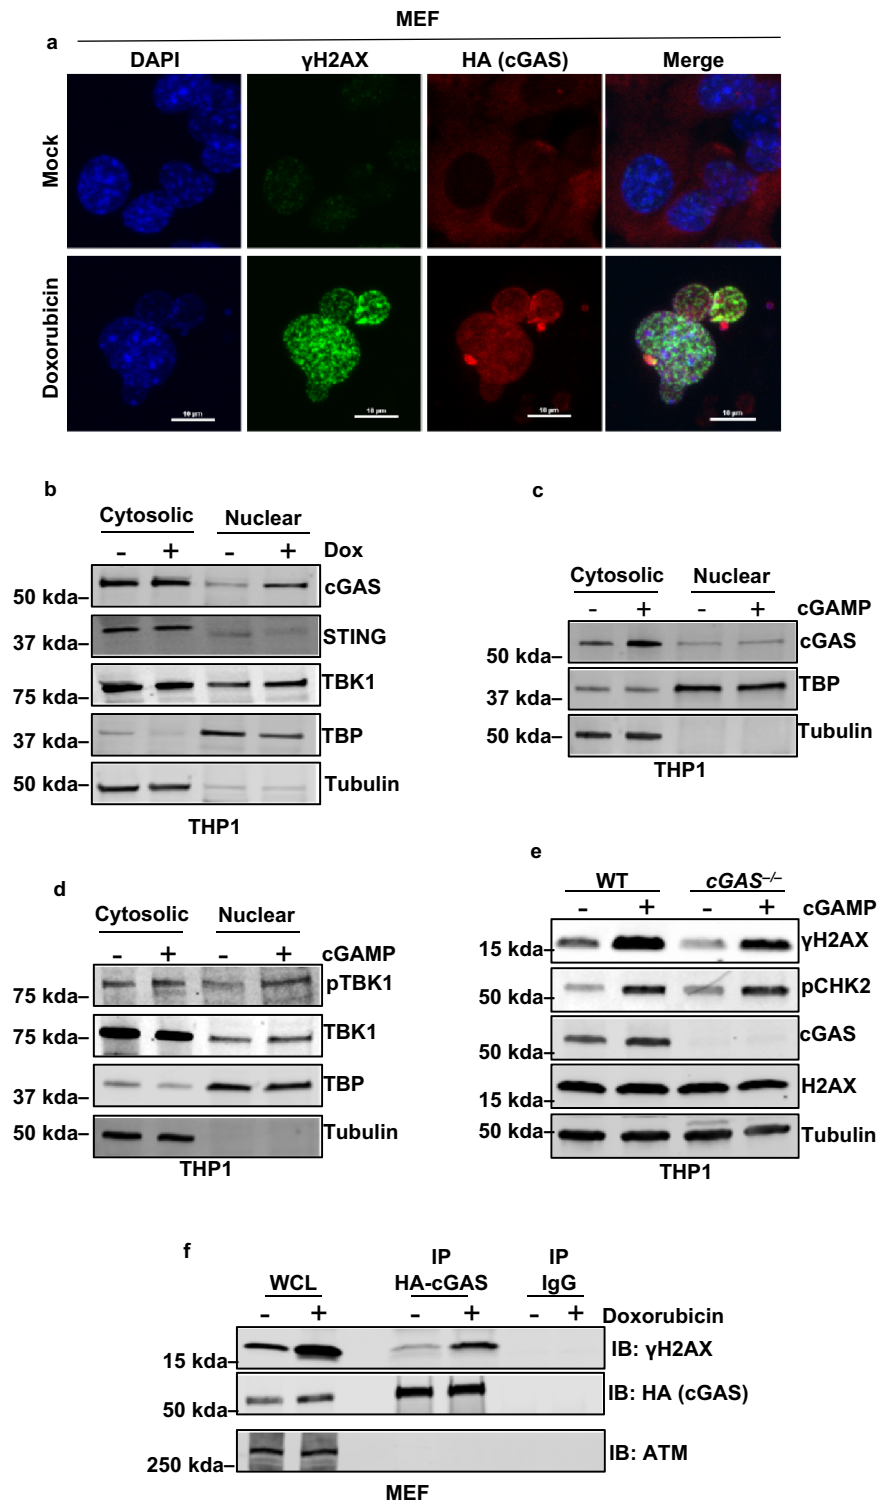 MEF
a
DAPI γH2AX HA (cGAS) Merge
Mock
Doxorubicin
10 μm 10 μm 10 μm 10 μm
b
Cytosolic Nuclear
- + - + Dox
50 kda– cGAS
37 kda– STING
75 kda– TBK1
37 kda– TBP
50 kda– Tubulin
THP1
c
Cytosolic Nuclear
- + - + cGAMP
50 kda– cGAS
37 kda– TBP
50 kda– Tubulin
THP1
d
Cytosolic Nuclear
- + - + cGAMP
75 kda– pTBK1
75 kda– TBK1
37 kda– TBP
50 kda– Tubulin
THP1
e
WT cGAS–/–
- + - + cGAMP
15 kda– γH2AX
50 kda– pCHK2
50 kda– cGAS
15 kda– H2AX
50 kda– Tubulin
THP1
f
IP IP
WCL HA-cGAS IgG
- + - + - + Doxorubicin
15 kda– IB: γH2AX
50 kda– IB: HA (cGAS)
250 kda– IB: ATM
MEF